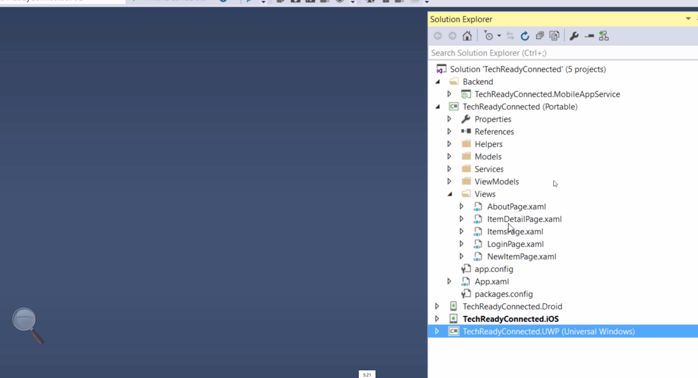 Solution Explorer
Search Solution Explorer (Ctrl+;)
Solution 'TechReadyConnected' (5 projects)
Backend
TechReadyConnected.MobileAppService
TechReadyConnected (Portable)
Properties
References
Helpers
Models
Services
ViewModels
Views
AboutPage.xaml
ItemDetailPage.xaml
ItemsPage.xaml
LoginPage.xaml
NewItemPage.xaml
app.config
App.xaml
packages.config
TechReadyConnected.Droid
TechReadyConnected.iOS
TechReadyConnected.UWP (Universal Windows)